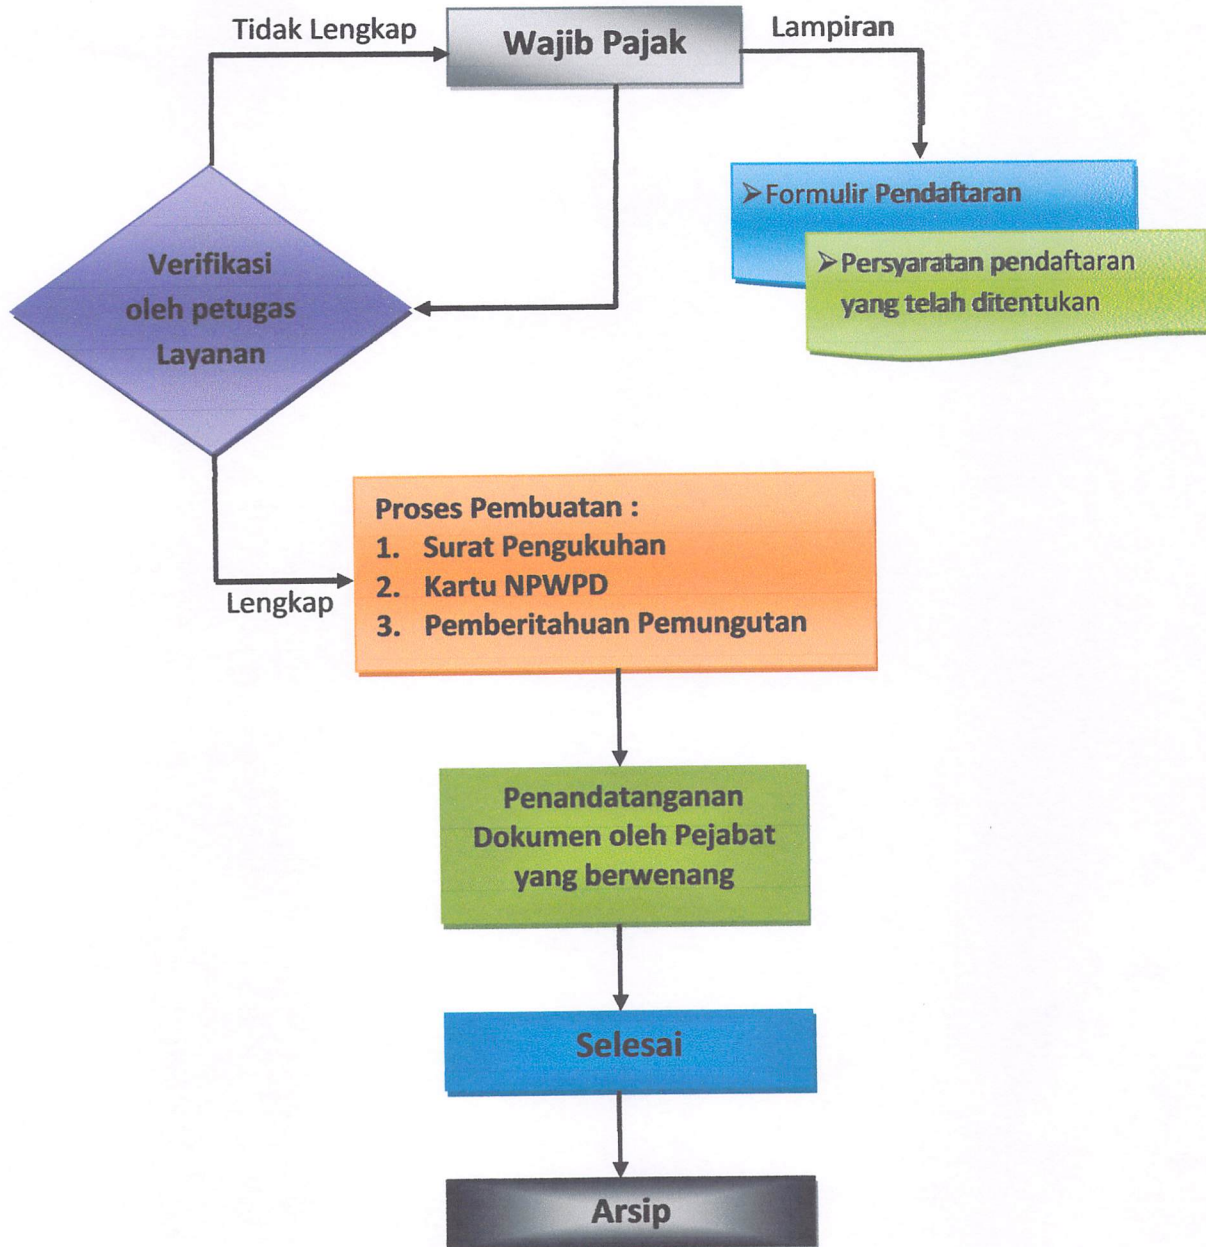 Tidak Lengkap
Wajib Pajak
Lampiran
➢Formulir Pendaftaran
➢Persyaratan pendaftaran
yang telah ditentukan
Verifikasi
oleh petugas
Layanan
Lengkap
Proses Pembuatan :
1. Surat Pengukuhan
2. Kartu NPWPD
3. Pemberitahuan Pemungutan
Penandatanganan
Dokumen oleh Pejabat
yang berwenang
Selesai
Arsip